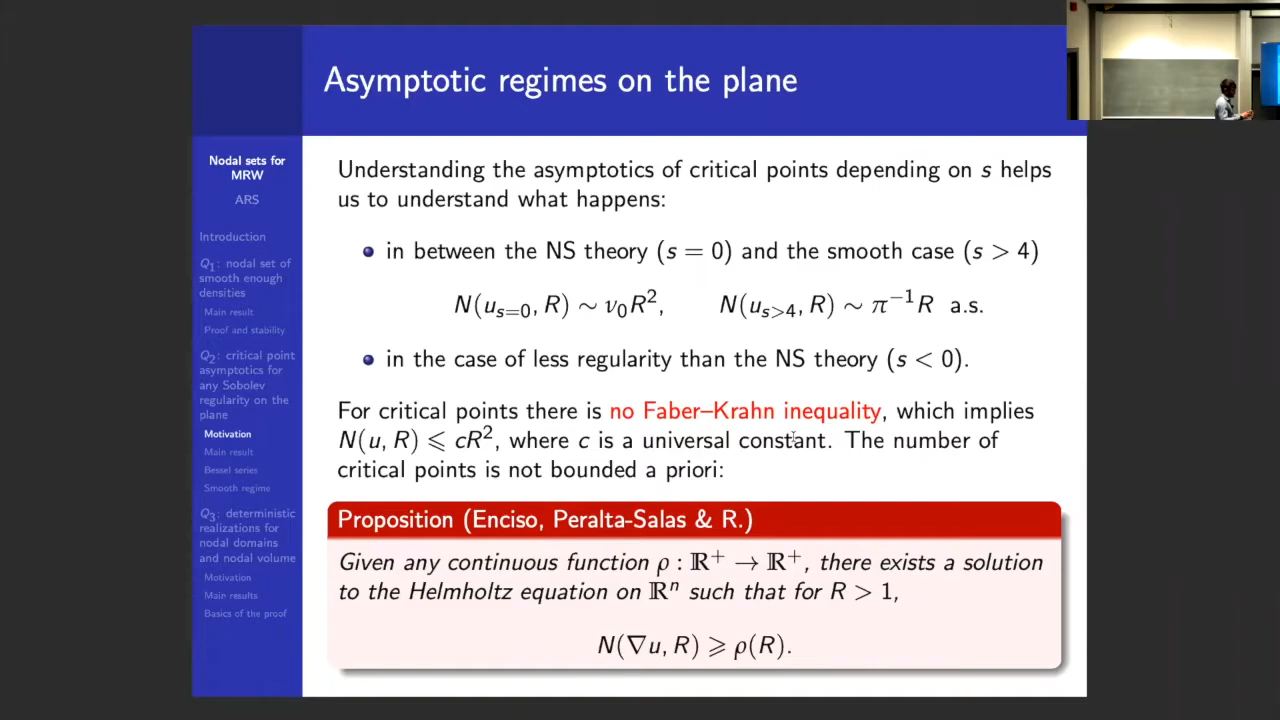 Asymptotic regimes on the plane
Nodal sets for
MRW
ARS
Introduction
Q1: nodal set of
smooth enough
densities
Main result
Proof and stability
Q2: critical point
asymptotics for
any Sobolev
regularity on the
plane
Motivation
Main result
Bessel series
Smooth regime
Q3: deterministic
realizations for
nodal domains
and nodal volume
Motivation
Main results
Basics of the proof
Understanding the asymptotics of critical points depending on s helps
us to understand what happens:
in between the NS theory (s = 0) and the smooth case (s > 4)
N(u_{s=0}, R) ∼ ν₀R², N(u_{s>4}, R) ∼ π⁻¹R a.s.
in the case of less regularity than the NS theory (s < 0).
For critical points there is no Faber–Krahn inequality, which implies
N(u, R) ⩽ cR², where c is a universal constant. The number of
critical points is not bounded a priori:
Proposition (Enciso, Peralta-Salas & R.)
Given any continuous function ρ : ℝ⁺ → ℝ⁺, there exists a solution
to the Helmholtz equation on ℝⁿ such that for R > 1,
N(∇u, R) ⩾ ρ(R).